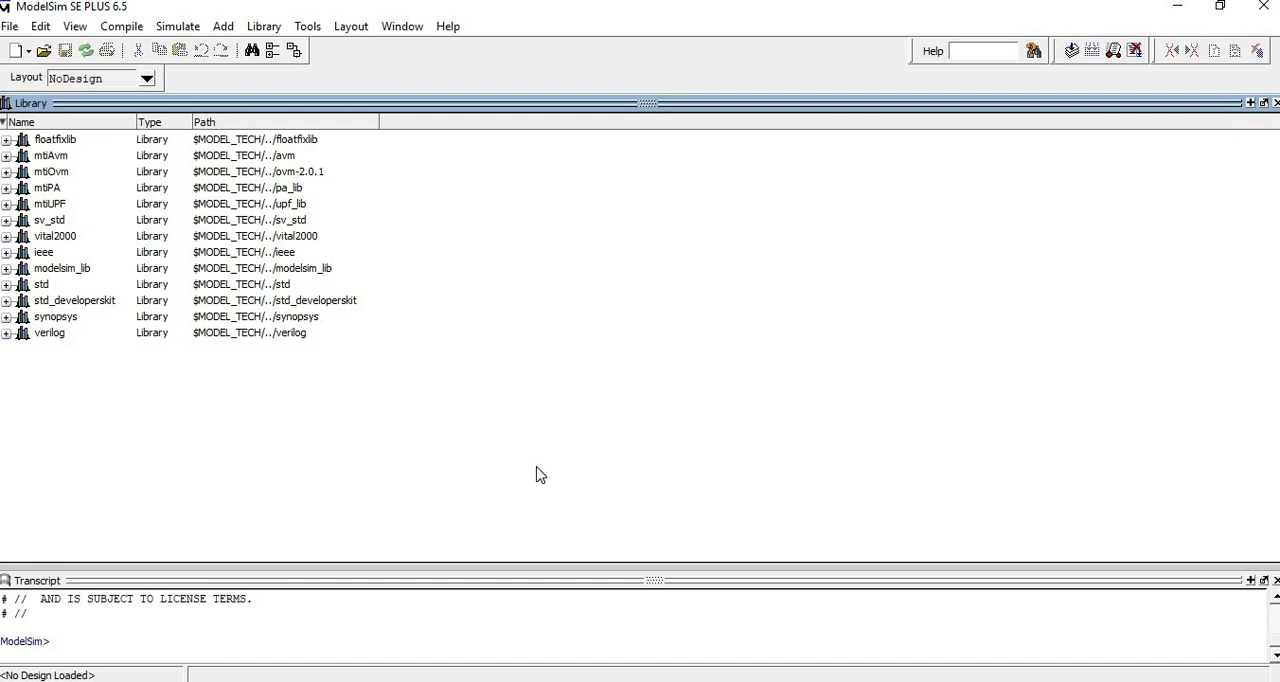 ModelSim SE PLUS 6.5
File Edit View Compile Simulate Add Library Tools Layout Window Help
Help
Layout NoDesign
Library
Name Type Path
floatfixlib Library $MODEL_TECH/../floatfixlib
mtiAvm Library $MODEL_TECH/../avm
mtiOvm Library $MODEL_TECH/../ovm-2.0.1
mtiPA Library $MODEL_TECH/../pa_lib
mtiUPF Library $MODEL_TECH/../upf_lib
sv_std Library $MODEL_TECH/../sv_std
vital2000 Library $MODEL_TECH/../vital2000
ieee Library $MODEL_TECH/../ieee
modelsim_lib Library $MODEL_TECH/../modelsim_lib
std Library $MODEL_TECH/../std
std_developerskit Library $MODEL_TECH/../std_developerskit
synopsys Library $MODEL_TECH/../synopsys
verilog Library $MODEL_TECH/../verilog
Transcript
# // AND IS SUBJECT TO LICENSE TERMS.
# //
ModelSim>
<No Design Loaded>